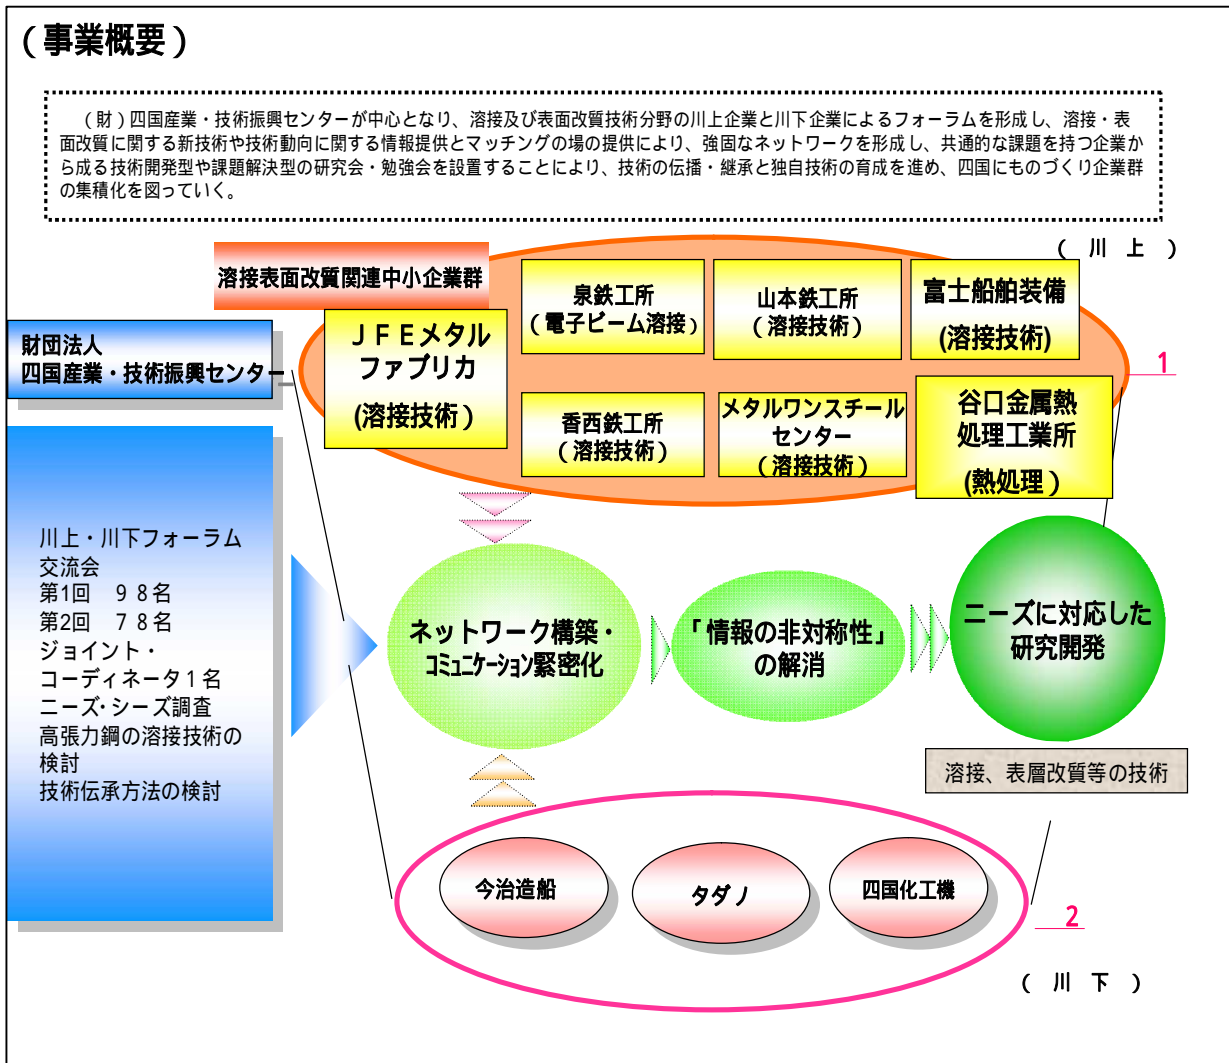 (事業概要)
(財)四国産業・技術振興センターが中心となり、溶接及び表面改質技術分野の川上企業と川下企業によるフォーラムを形成し、溶接・表
面改質に関する新技術や技術動向に関する情報提供とマッチングの場の提供により、強固なネットワークを形成し、共通的な課題を持つ企業か
ら成る技術開発型や課題解決型の研究会・勉強会を設置することにより、技術の伝播・継承と独自技術の育成を進め、四国にものづくり企業群
の集積化を図っていく。
(川上)
溶接表面改質関連中小企業群
泉鉄工所
(電子ビーム溶接)
山本鉄工所
(溶接技術)
富士船舶装備
(溶接技術)
財団法人
四国産業・技術振興センター
JFEメタル
ファブリカ
(溶接技術)
1
香西鉄工所
(溶接技術)
メタルワンスチール
センター
(溶接技術)
谷口金属熱
処理工業所
(熱処理)
川上・川下フォーラム
交流会
第1回 98名
第2回 78名
ジョイント・
コーディネータ1名
ニーズ・シーズ調査
高張力鋼の溶接技術の
検討
技術伝承方法の検討
ネットワーク構築・
コミュニケーション緊密化
「情報の非対称性」
の解消
ニーズに対応した
研究開発
溶接、表層改質等の技術
今治造船
タダノ
四国化工機
2
(川下)